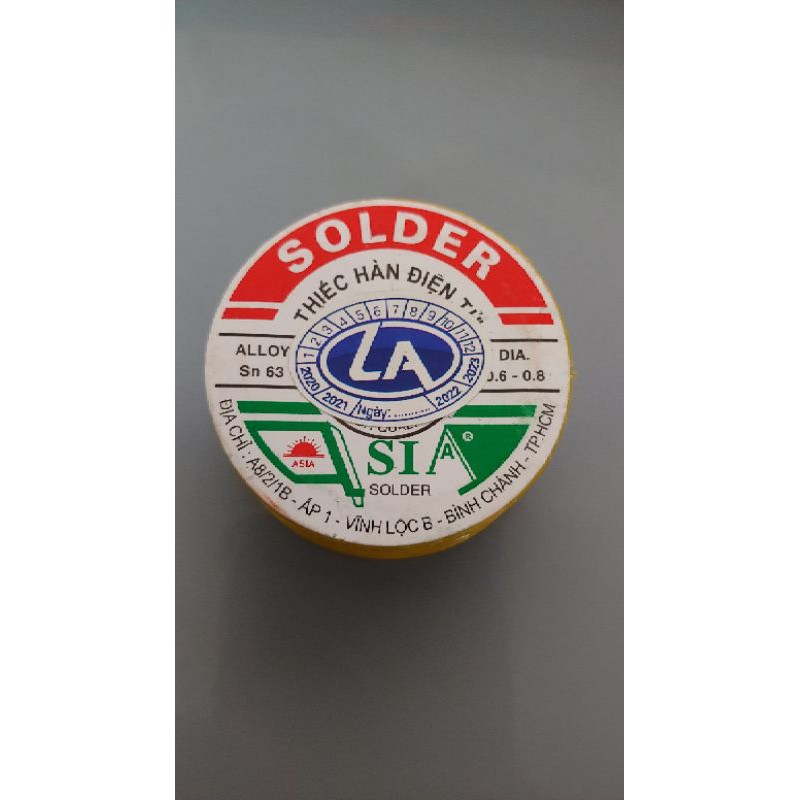 SOLDER
THIẾC HÀN ĐIỆN
1 2 3 4 5 6 7 8 9 10 11 12
LA
2020 2021 Ngày:........... 2022 2023
ALLOY
Sn 63
DIA.
0.6 - 0.8
ASIA
ASIA®
SOLDER
ĐỊA CHỈ : A8/2/1B - ẤP 1 - VĨNH LỘC B - BÌNH CHÁNH - TP.HCM